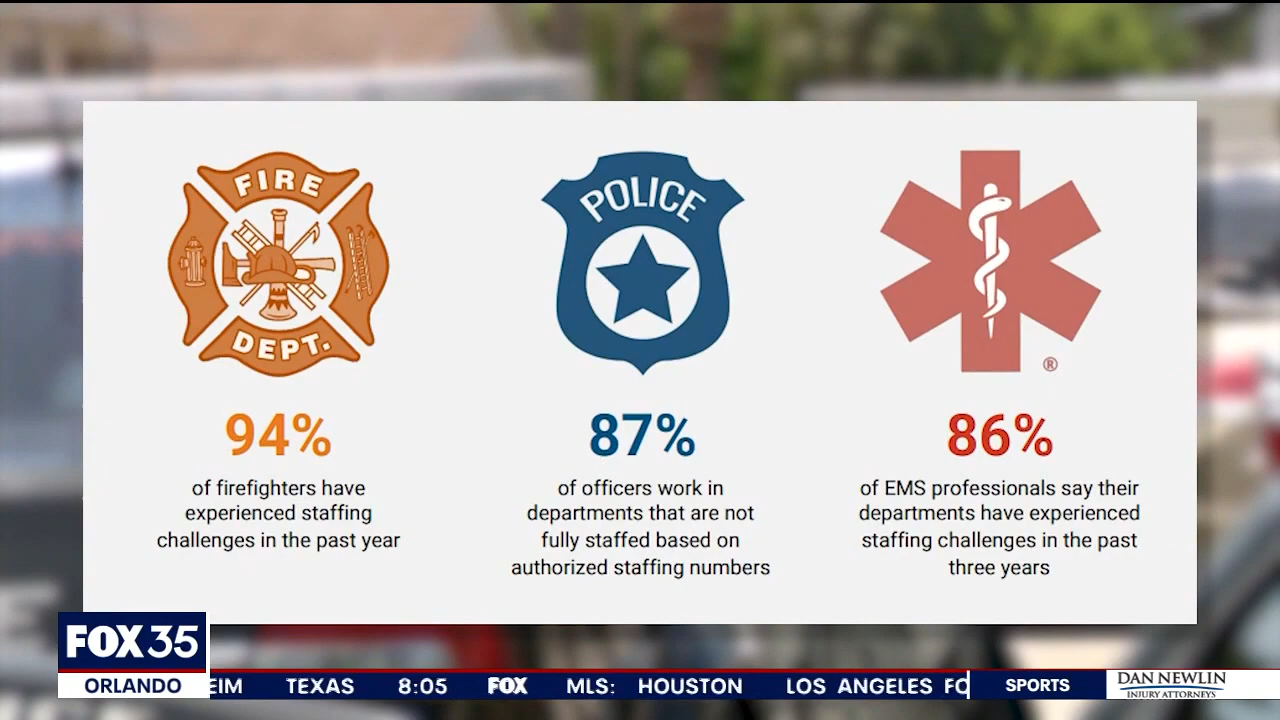 FIRE
DEPT.
POLICE
®
94%
of firefighters have
experienced staffing
challenges in the past year
87%
of officers work in
departments that are not
fully staffed based on
authorized staffing numbers
86%
of EMS professionals say their
departments have experienced
staffing challenges in the past
three years
FOX 35
ORLANDO
EIM TEXAS 8:05 FOX MLS: HOUSTON LOS ANGELES FC
SPORTS
DAN NEWLIN
INJURY ATTORNEYS